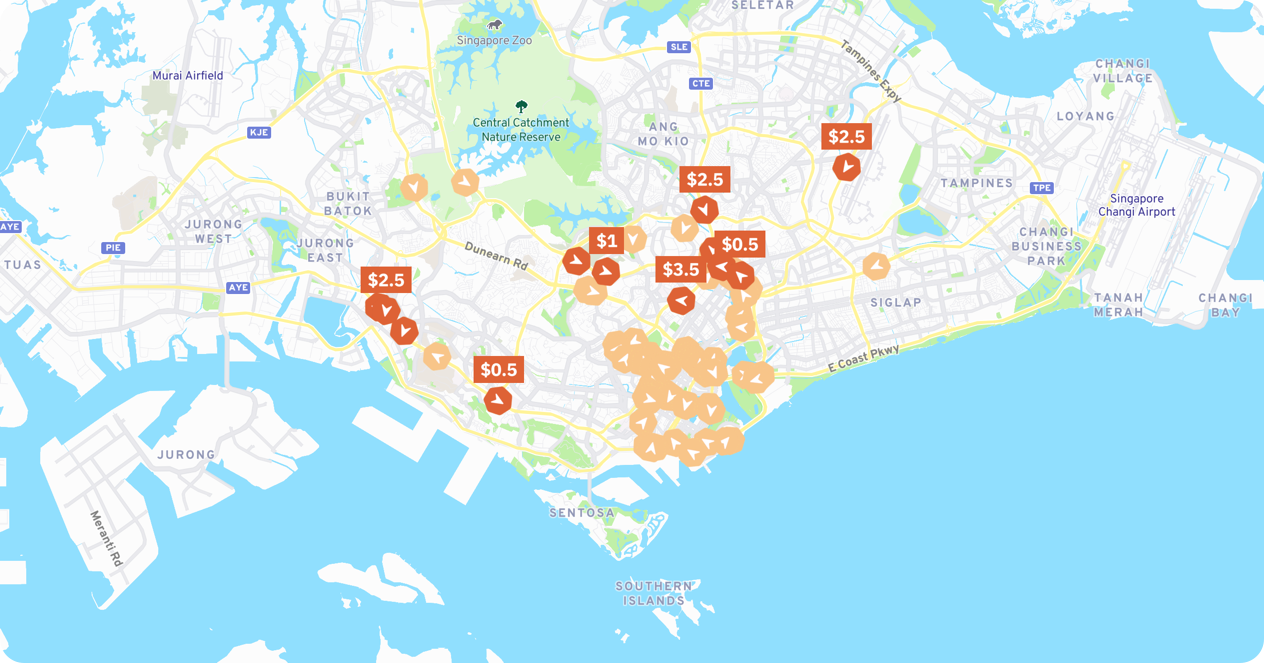 SELETAR
Singapore Zoo
SLE
Tampines Expy
CHANGI
VILLAGE
Murai Airfield
CTE
Central Catchment
Nature Reserve
LOYANG
KJE
ANG
MO KIO
$2.5
$2.5
TAMPINES
TPE
BUKIT
BATOK
Singapore
Changi Airport
AYE
JURONG
WEST
PIE
JURONG
EAST
Dunearn Rd
$1
$0.5
CHANGI
BUSINESS
PARK
TUAS
$3.5
$2.5
AYE
SIGLAP
TANAH
MERAH
CHANGI
BAY
E Coast Pkwy
$0.5
JURONG
Meranti Rd
SENTOSA
SOUTHERN
ISLANDS